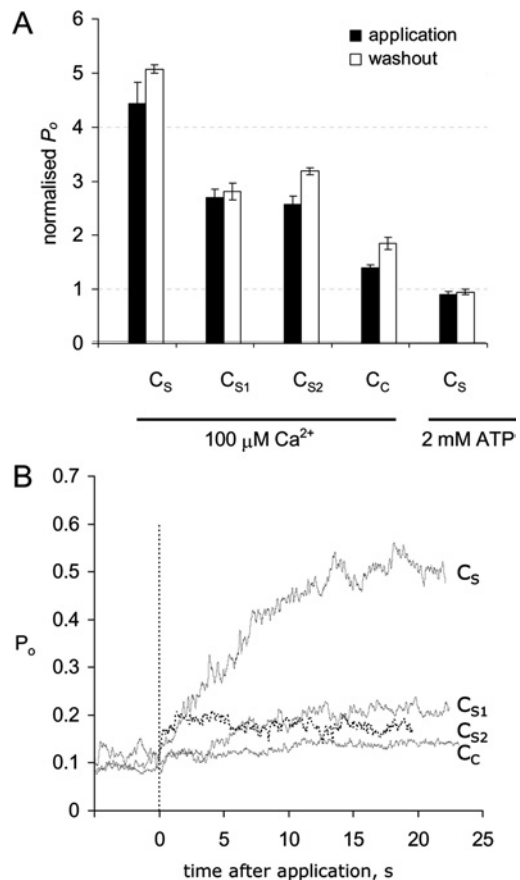 A
application
washout
6
5
4
3
2
1
0
normalised Po
CS CS1 CS2 CC CS
100 μM Ca2+ 2 mM ATP
B
0.7
0.6
0.5
0.4
0.3
0.2
0.1
0
Po
CS
CS1
CS2
CC
0 5 10 15 20 25
time after application, s